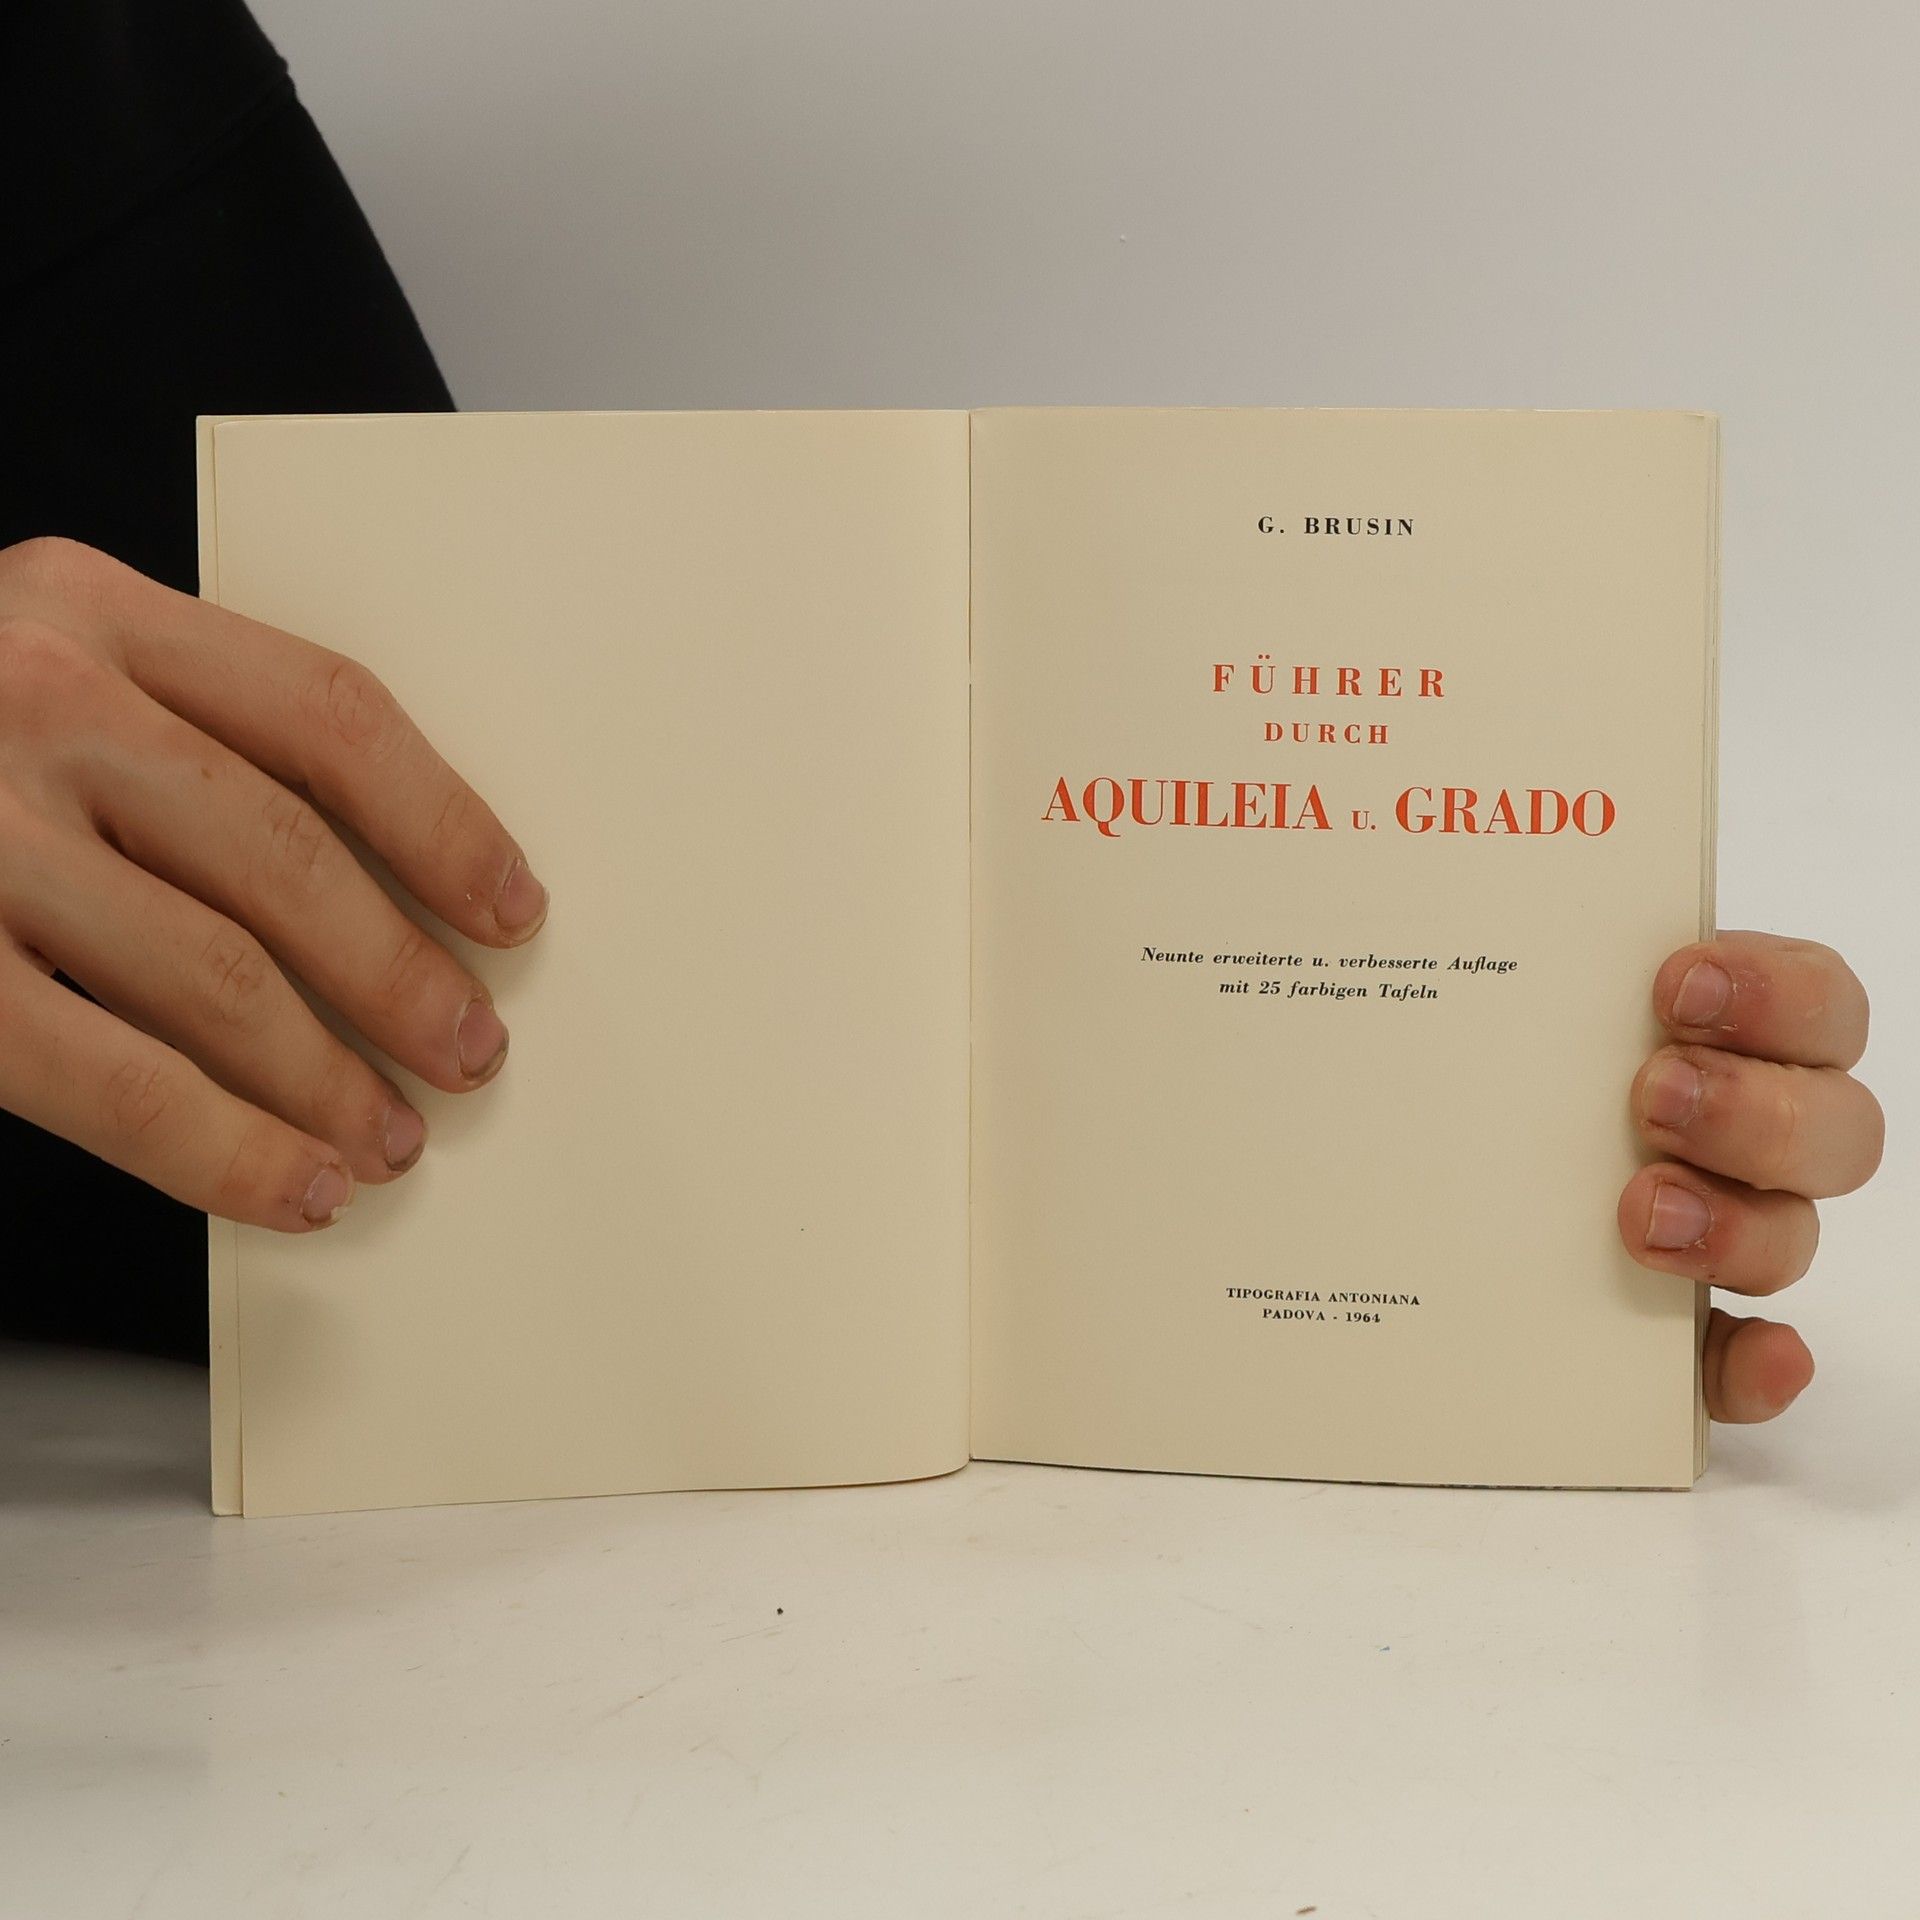 G. BRUSIN
FÜHRER
DURCH
AQUILEIA U. GRADO
Neunte erweiterte u. verbesserte Auflage
mit 25 farbigen Tafeln
TIPOGRAFIA ANTONIANA
PADOVA - 1964